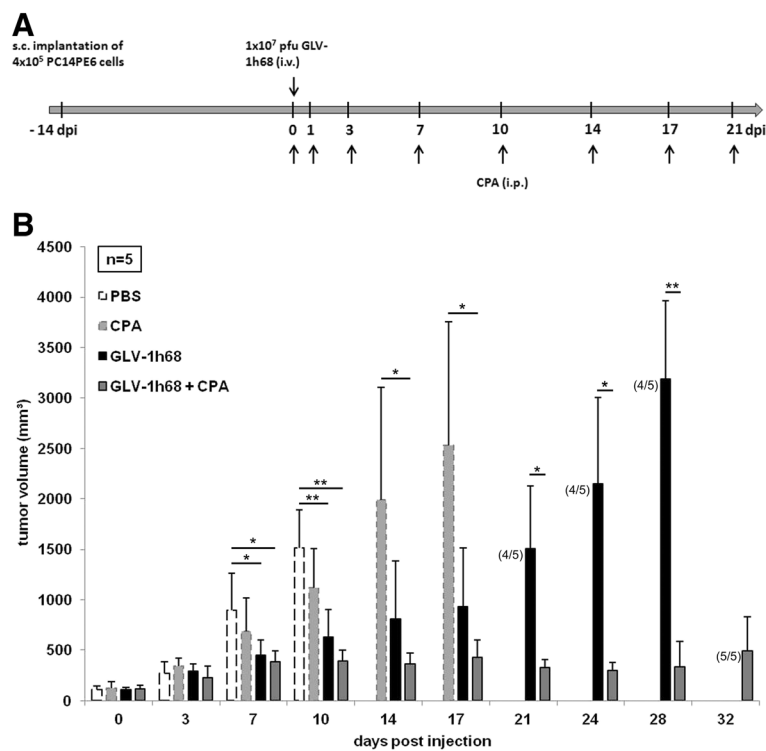 A
s.c. implantation of
4x10⁵ PC14PE6 cells
1x10⁷ pfu GLV-
1h68 (i.v.)
- 14 dpi 0 1 3 7 10 14 17 21 dpi
CPA (i.p.)
B
n=5
PBS
CPA
GLV-1h68
GLV-1h68 + CPA
tumor volume (mm³)
4500
4000
3500
3000
2500
2000
1500
1000
500
0
*
*
**
**
*
*
(4/5)
*
(4/5)
*
(4/5)
**
(5/5)
0 3 7 10 14 17 21 24 28 32
days post injection